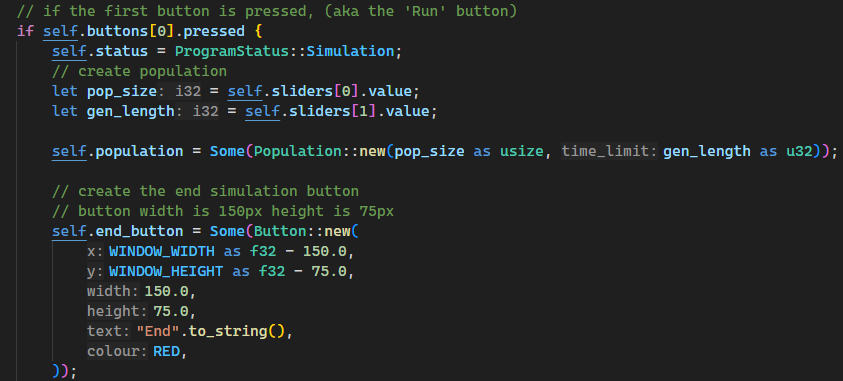 // if the first button is pressed, (aka the 'Run' button)
if self.buttons[0].pressed {
self.status = ProgramStatus::Simulation;
// create population
let pop_size: i32 = self.sliders[0].value;
let gen_length: i32 = self.sliders[1].value;
self.population = Some(Population::new(pop_size as usize, time_limit: gen_length as u32));
// create the end simulation button
// button width is 150px height is 75px
self.end_button = Some(Button::new(
x: WINDOW_WIDTH as f32 - 150.0,
y: WINDOW_HEIGHT as f32 - 75.0,
width: 150.0,
height: 75.0,
text: "End".to_string(),
colour: RED,
));